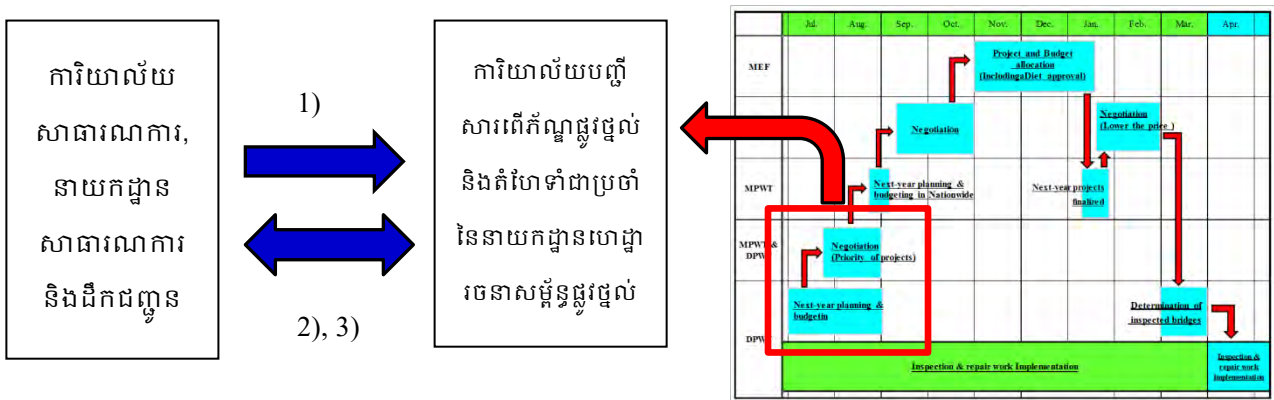 ការិយាល័យ
សាធារណការ,
នាយកដ្ឋាន
សាធារណការ
និងដឹកជញ្ជូន
1)
2), 3)
ការិយាល័យបញ្ជី
សារពើភ័ណ្ឌផ្លូវថ្នល់
និងតំហែទាំជាប្រចាំ
នៃនាយកដ្ឋានហេដ្ឋា
រចនាសម្ព័ន្ធផ្លូវថ្នល់
Jul. Aug. Sep. Oct. Nov. Dec. Jan. Feb. Mar. Apr.
MEF
Project and Budget
allocation
(IncludingaDiet approval)
Negotiation
Negotiation
(Lower the price )
MPWT
Next-year planning &
budgeting in Nationwide
Next-year projects
finalized
MPWT &
DPW
Negotiation
(Priority of projects)
Next-year planning &
budgetin
Determination of
inspected bridges
DPW
Inspection & repair work Implementation
Inspection &
repair work
Implementation